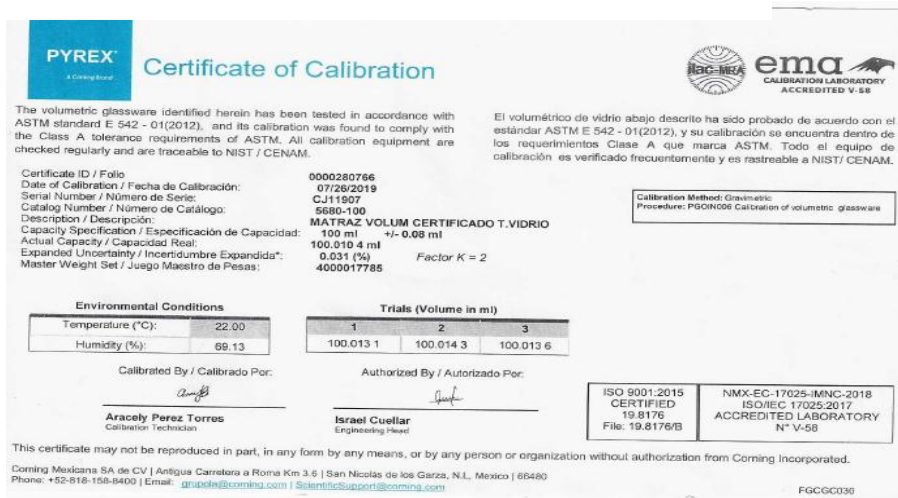 PYREX®
A Corning Brand
Certificate of Calibration
ilac-MRA
ema
CALIBRATION LABORATORY
ACCREDITED V-58
The volumetric glassware identified herein has been tested in accordance with
ASTM standard E 542 - 01(2012), and its calibration was found to comply with
the Class A tolerance requirements of ASTM. All calibration equipment are
checked regularly and are traceable to NIST / CENAM.
El volumétrico de vidrio abajo descrito ha sido probado de acuerdo con el
estándar ASTM E 542 - 01(2012), y su calibración se encuentra dentro de
los requerimientos Clase A que marca ASTM. Todo el equipo de
calibración es verificado frecuentemente y es rastreable a NIST/ CENAM.
Certificate ID / Folio 0000280766
Date of Calibration / Fecha de Calibración: 07/26/2019
Serial Number / Número de Serie: CJ11907
Catalog Number / Número de Catálogo: 5680-100
Description / Descripción: MATRAZ VOLUM CERTIFICADO T.VIDRIO
Capacity Specification / Especificación de Capacidad: 100 ml +/- 0.08 ml
Actual Capacity / Capacidad Real: 100.010 4 ml
Expanded Uncertainty / Incertidumbre Expandida*: 0.031 (%) Factor K = 2
Master Weight Set / Juego Maestro de Pesas: 4000017785
Calibration Method: Gravimetric
Procedure: PGOIN006 Calibration of volumetric glassware
Environmental Conditions
Temperature (°C): 22.00
Humidity (%): 69.13
Trials (Volume in ml)
1 2 3
100.013 1 100.014 3 100.013 6
Calibrated By / Calibrado Por:
Aracely Perez Torres
Calibration Technician
Authorized By / Autorizado Por:
Israel Cuellar
Engineering Head
ISO 9001:2015
CERTIFIED
19.8176
File: 19.8176/B
NMX-EC-17025-IMNC-2018
ISO/IEC 17025:2017
ACCREDITED LABORATORY
N° V-58
This certificate may not be reproduced in part, in any form by any means, or by any person or organization without authorization from Corning Incorporated.
Corning Mexicana SA de CV | Antigua Carretera a Roma Km 3.6 | San Nicolás de los Garza, N.L, Mexico | 66480
Phone: +52-818-158-8400 | Email: grupola@corning.com | ScientificSupport@corning.com
FGCGC030